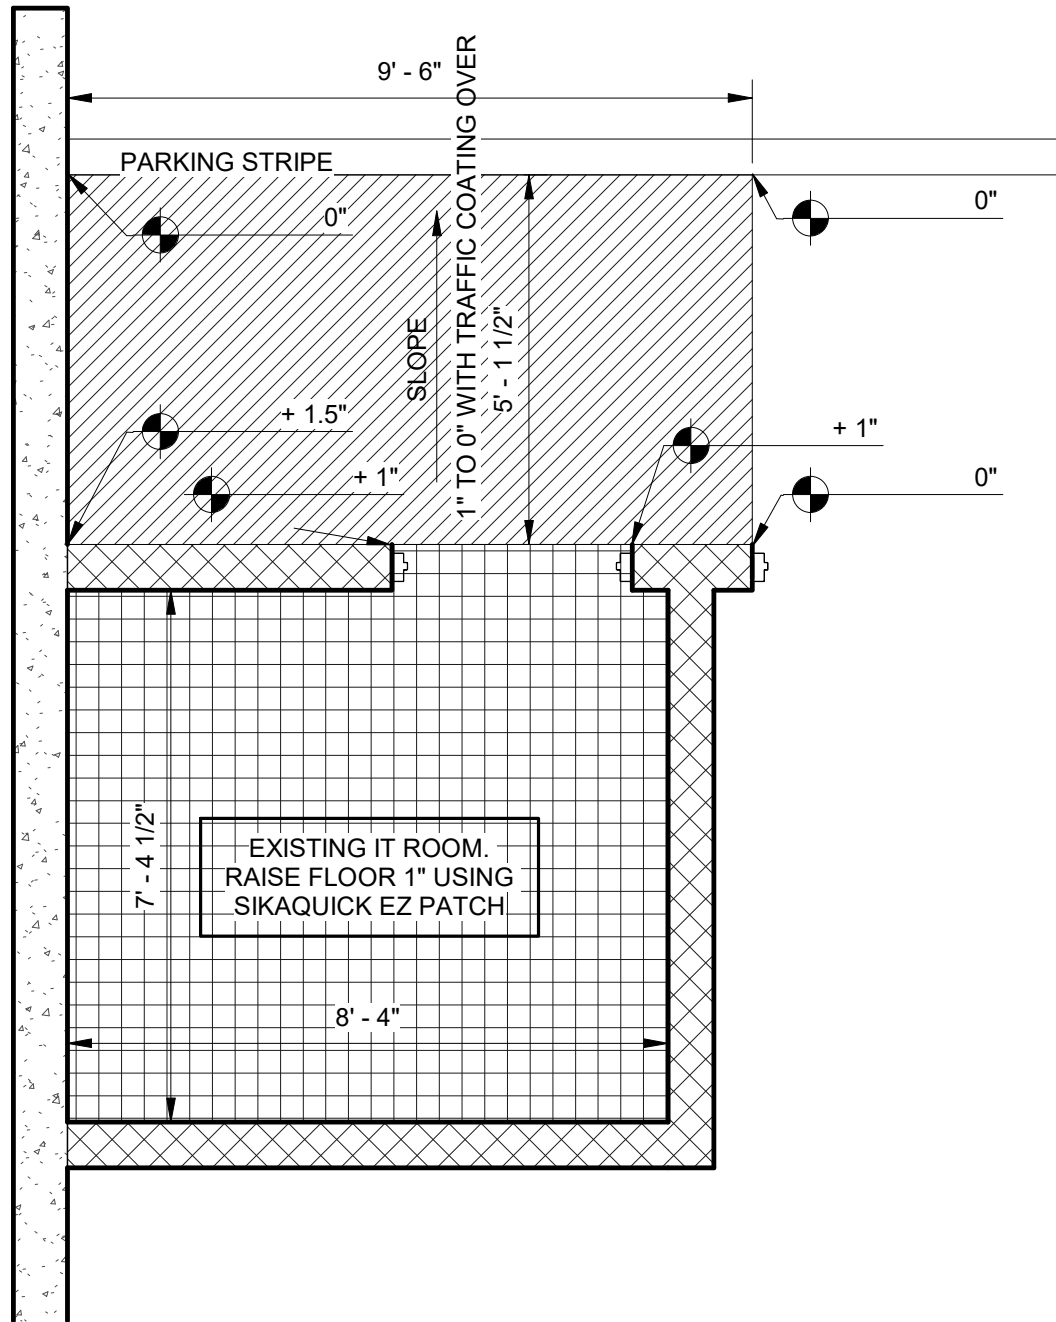 9' - 6"
PARKING STRIPE
0"
0"
SLOPE
1" TO 0" WITH TRAFFIC COATING OVER
5' - 1 1/2"
+ 1.5"
+ 1"
+ 1"
0"
7' - 4 1/2"
EXISTING IT ROOM.
RAISE FLOOR 1" USING
SIKAQUICK EZ PATCH
8' - 4"